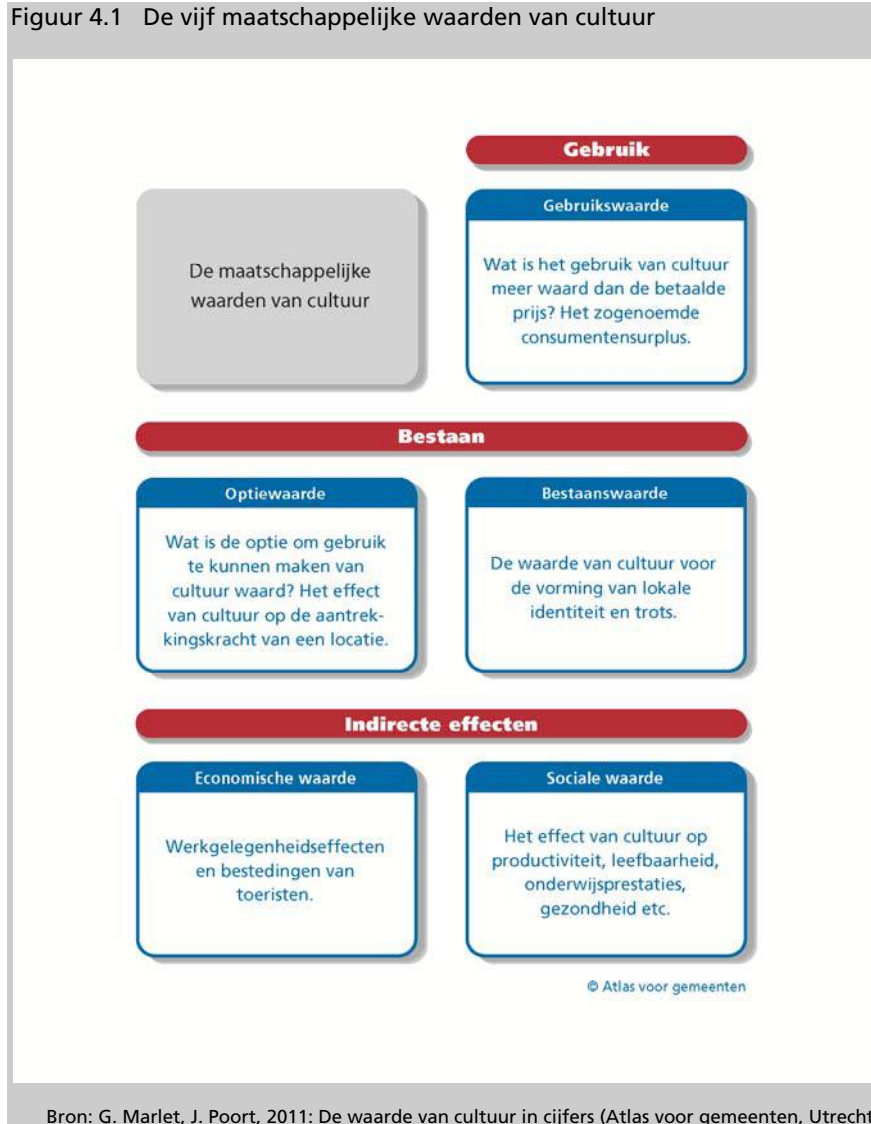 Figuur 4.1 De vijf maatschappelijke waarden van cultuur
Gebruik
De maatschappelijke
waarden van cultuur
Gebruikswaarde
Wat is het gebruik van cultuur
meer waard dan de betaalde
prijs? Het zogenoemde
consumentensurplus.
Bestaan
Optiewaarde
Wat is de optie om gebruik
te kunnen maken van
cultuur waard? Het effect
van cultuur op de aantrek-
kingskracht van een locatie.
Bestaanswaarde
De waarde van cultuur voor
de vorming van lokale
identiteit en trots.
Indirecte effecten
Economische waarde
Werkgelegenheidseffecten
en bestedingen van
toeristen.
Sociale waarde
Het effect van cultuur op
productiviteit, leefbaarheid,
onderwijsprestaties,
gezondheid etc.
© Atlas voor gemeenten
Bron: G. Marlet, J. Poort, 2011: De waarde van cultuur in cijfers (Atlas voor gemeenten, Utrecht